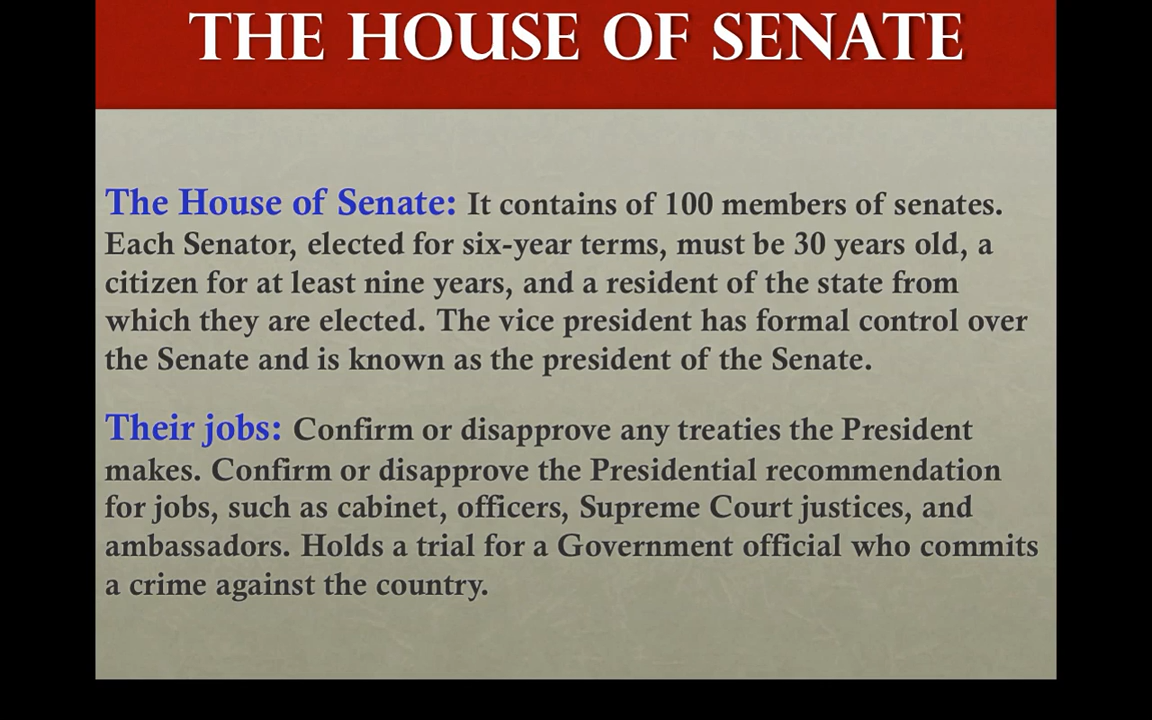 THE HOUSE OF SENATE
The House of Senate: It contains of 100 members of senates.
Each Senator, elected for six-year terms, must be 30 years old, a
citizen for at least nine years, and a resident of the state from
which they are elected. The vice president has formal control over
the Senate and is known as the president of the Senate.
Their jobs: Confirm or disapprove any treaties the President
makes. Confirm or disapprove the Presidential recommendation
for jobs, such as cabinet, officers, Supreme Court justices, and
ambassadors. Holds a trial for a Government official who commits
a crime against the country.